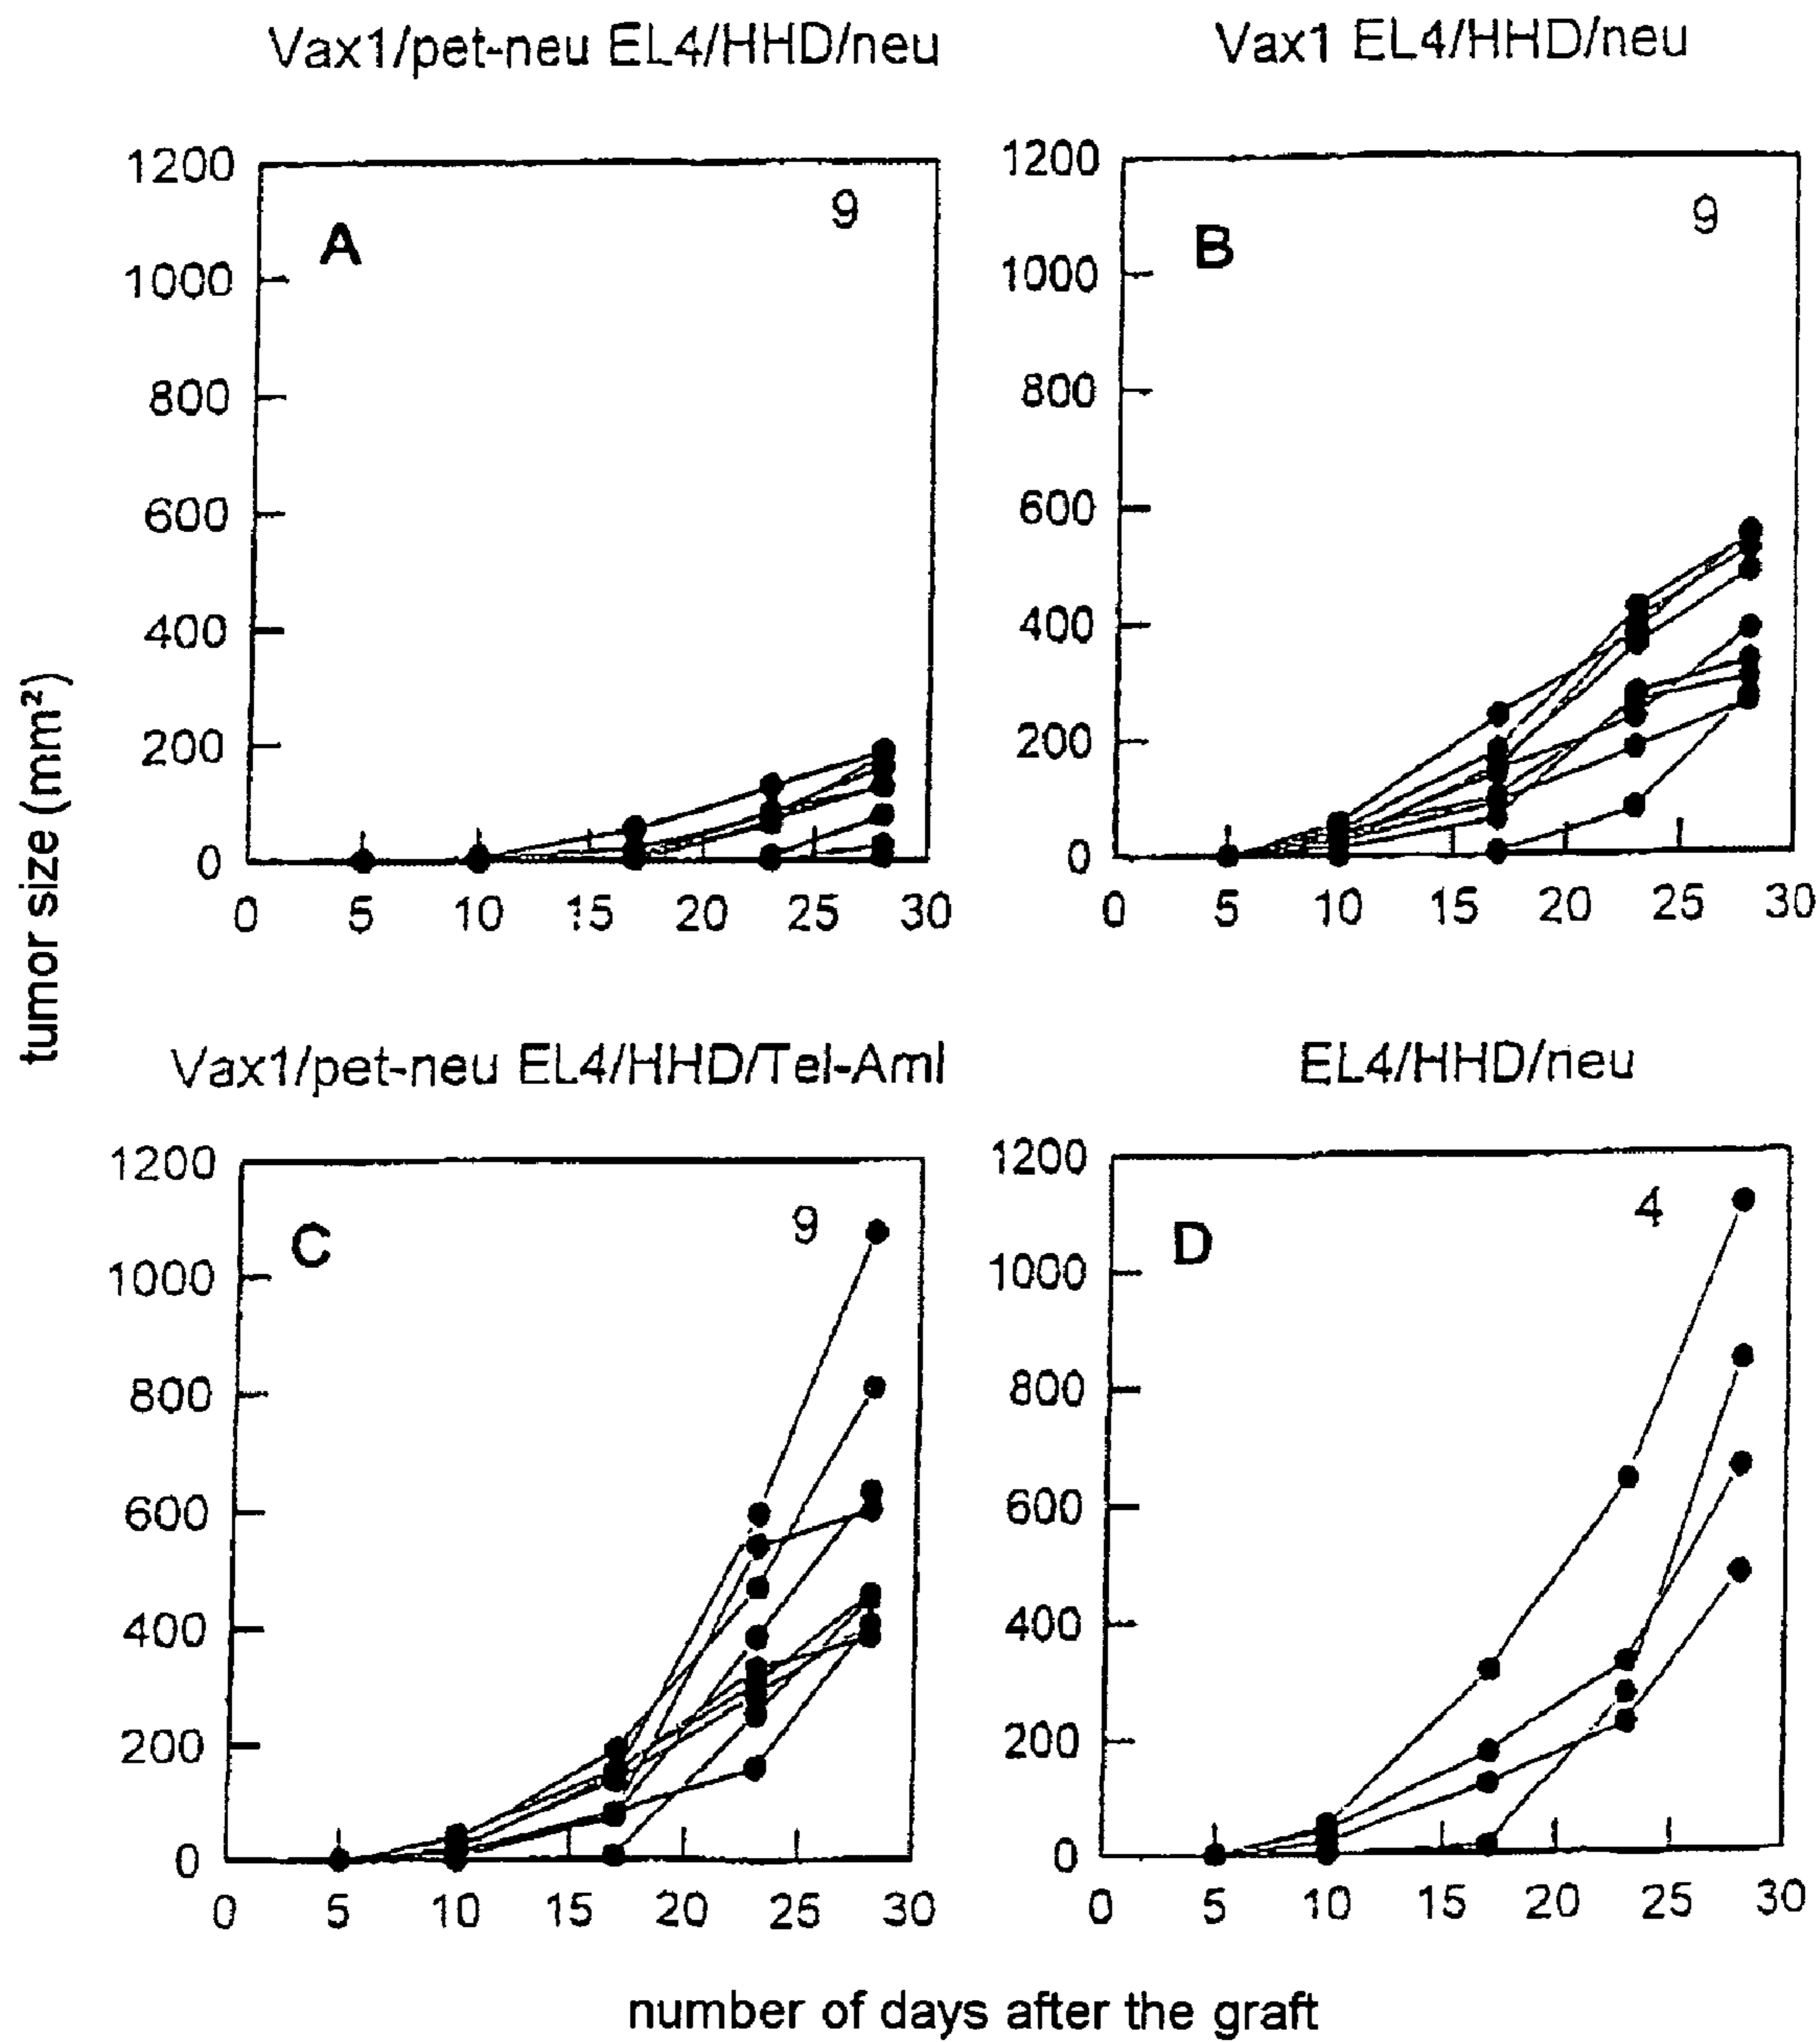 Vax1/pet-neu EL4/HHD/neu
Vax1 EL4/HHD/neu
tumor size (mm²)
1200
1000
800
600
400
200
0
A
9
0 5 10 15 20 25 30
1200
1000
800
600
400
200
0
B
9
0 5 10 15 20 25 30
Vax1/pet-neu EL4/HHD/Tel-Aml
EL4/HHD/neu
1200
1000
800
600
400
200
0
C
9
0 5 10 15 20 25 30
1200
1000
800
600
400
200
0
D
4
0 5 10 15 20 25 30
number of days after the graft